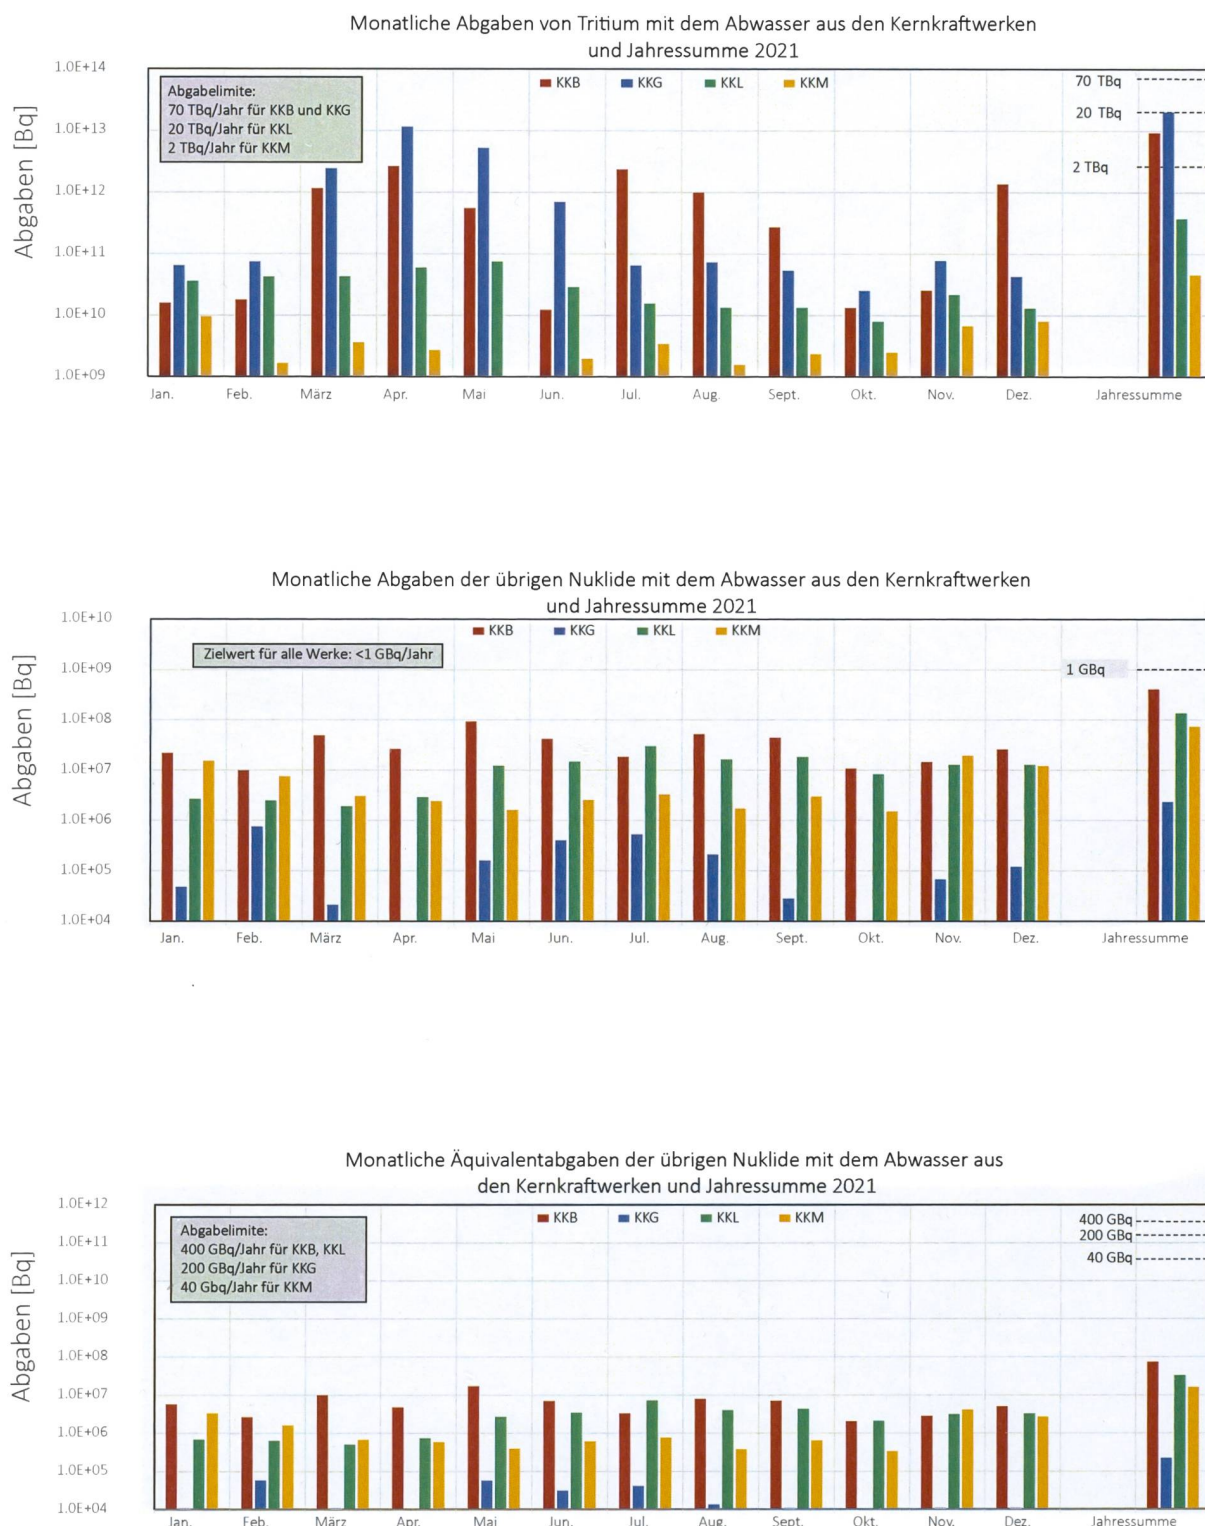 Monatliche Abgaben von Tritium mit dem Abwasser aus den Kernkraftwerken
und Jahressumme 2021
Abgaben [Bq]
1.0E+14
1.0E+13
1.0E+12
1.0E+11
1.0E+10
1.0E+09
Abgabelimite:
70 TBq/Jahr für KKB und KKG
20 TBq/Jahr für KKL
2 TBq/Jahr für KKM
KKB KKG KKL KKM
70 TBq
20 TBq
2 TBq
Jan. Feb. März Apr. Mai Jun. Jul. Aug. Sept. Okt. Nov. Dez. Jahressumme
Monatliche Abgaben der übrigen Nuklide mit dem Abwasser aus den Kernkraftwerken
und Jahressumme 2021
Abgaben [Bq]
1.0E+10
1.0E+09
1.0E+08
1.0E+07
1.0E+06
1.0E+05
1.0E+04
KKB KKG KKL KKM
Zielwert für alle Werke: <1 GBq/Jahr
1 GBq
Jan. Feb. März Apr. Mai Jun. Jul. Aug. Sept. Okt. Nov. Dez. Jahressumme
Monatliche Äquivalentabgaben der übrigen Nuklide mit dem Abwasser aus
den Kernkraftwerken und Jahressumme 2021
Abgaben [Bq]
1.0E+12
1.0E+11
1.0E+10
1.0E+09
1.0E+08
1.0E+07
1.0E+06
1.0E+05
1.0E+04
Abgabelimite:
400 GBq/Jahr für KKB, KKL
200 GBq/Jahr für KKG
40 Gbq/Jahr für KKM
KKB KKG KKL KKM
400 GBq
200 GBq
40 GBq
Jan. Feb. März Apr. Mai Jun. Jul. Aug. Sept. Okt. Nov. Dez. Jahressumme